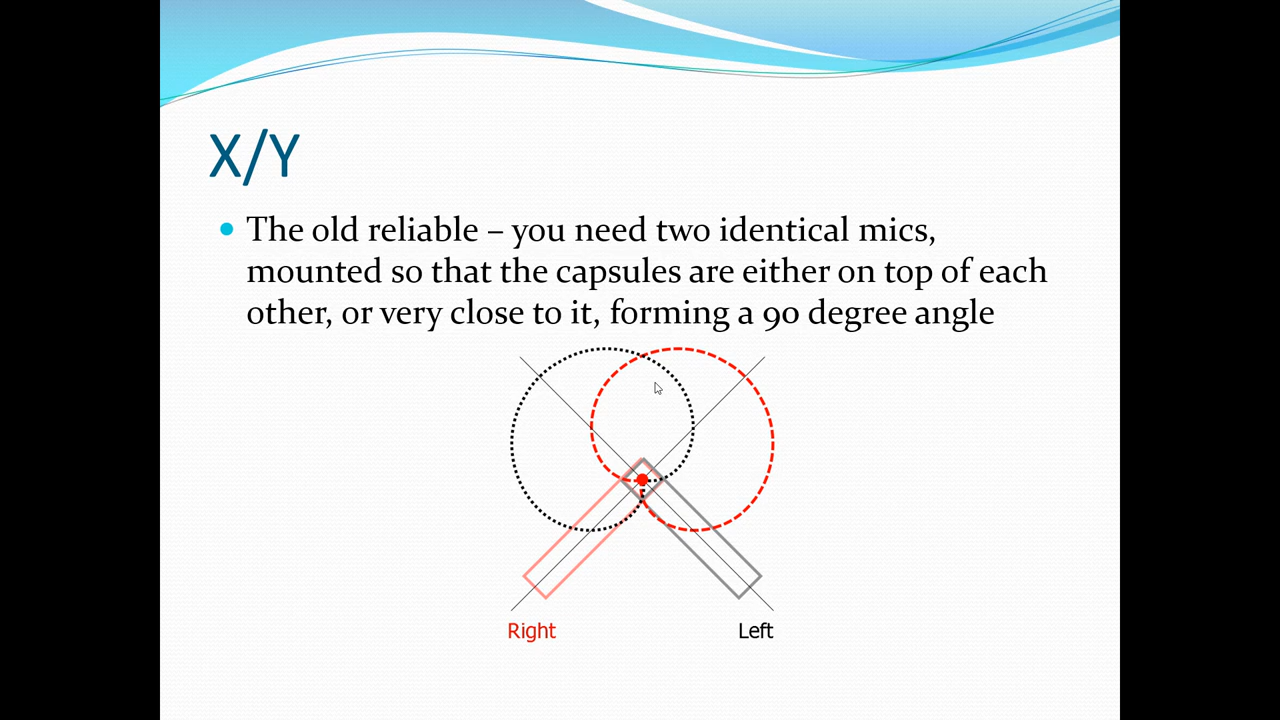 X/Y
The old reliable – you need two identical mics,
mounted so that the capsules are either on top of each
other, or very close to it, forming a 90 degree angle
Right
Left